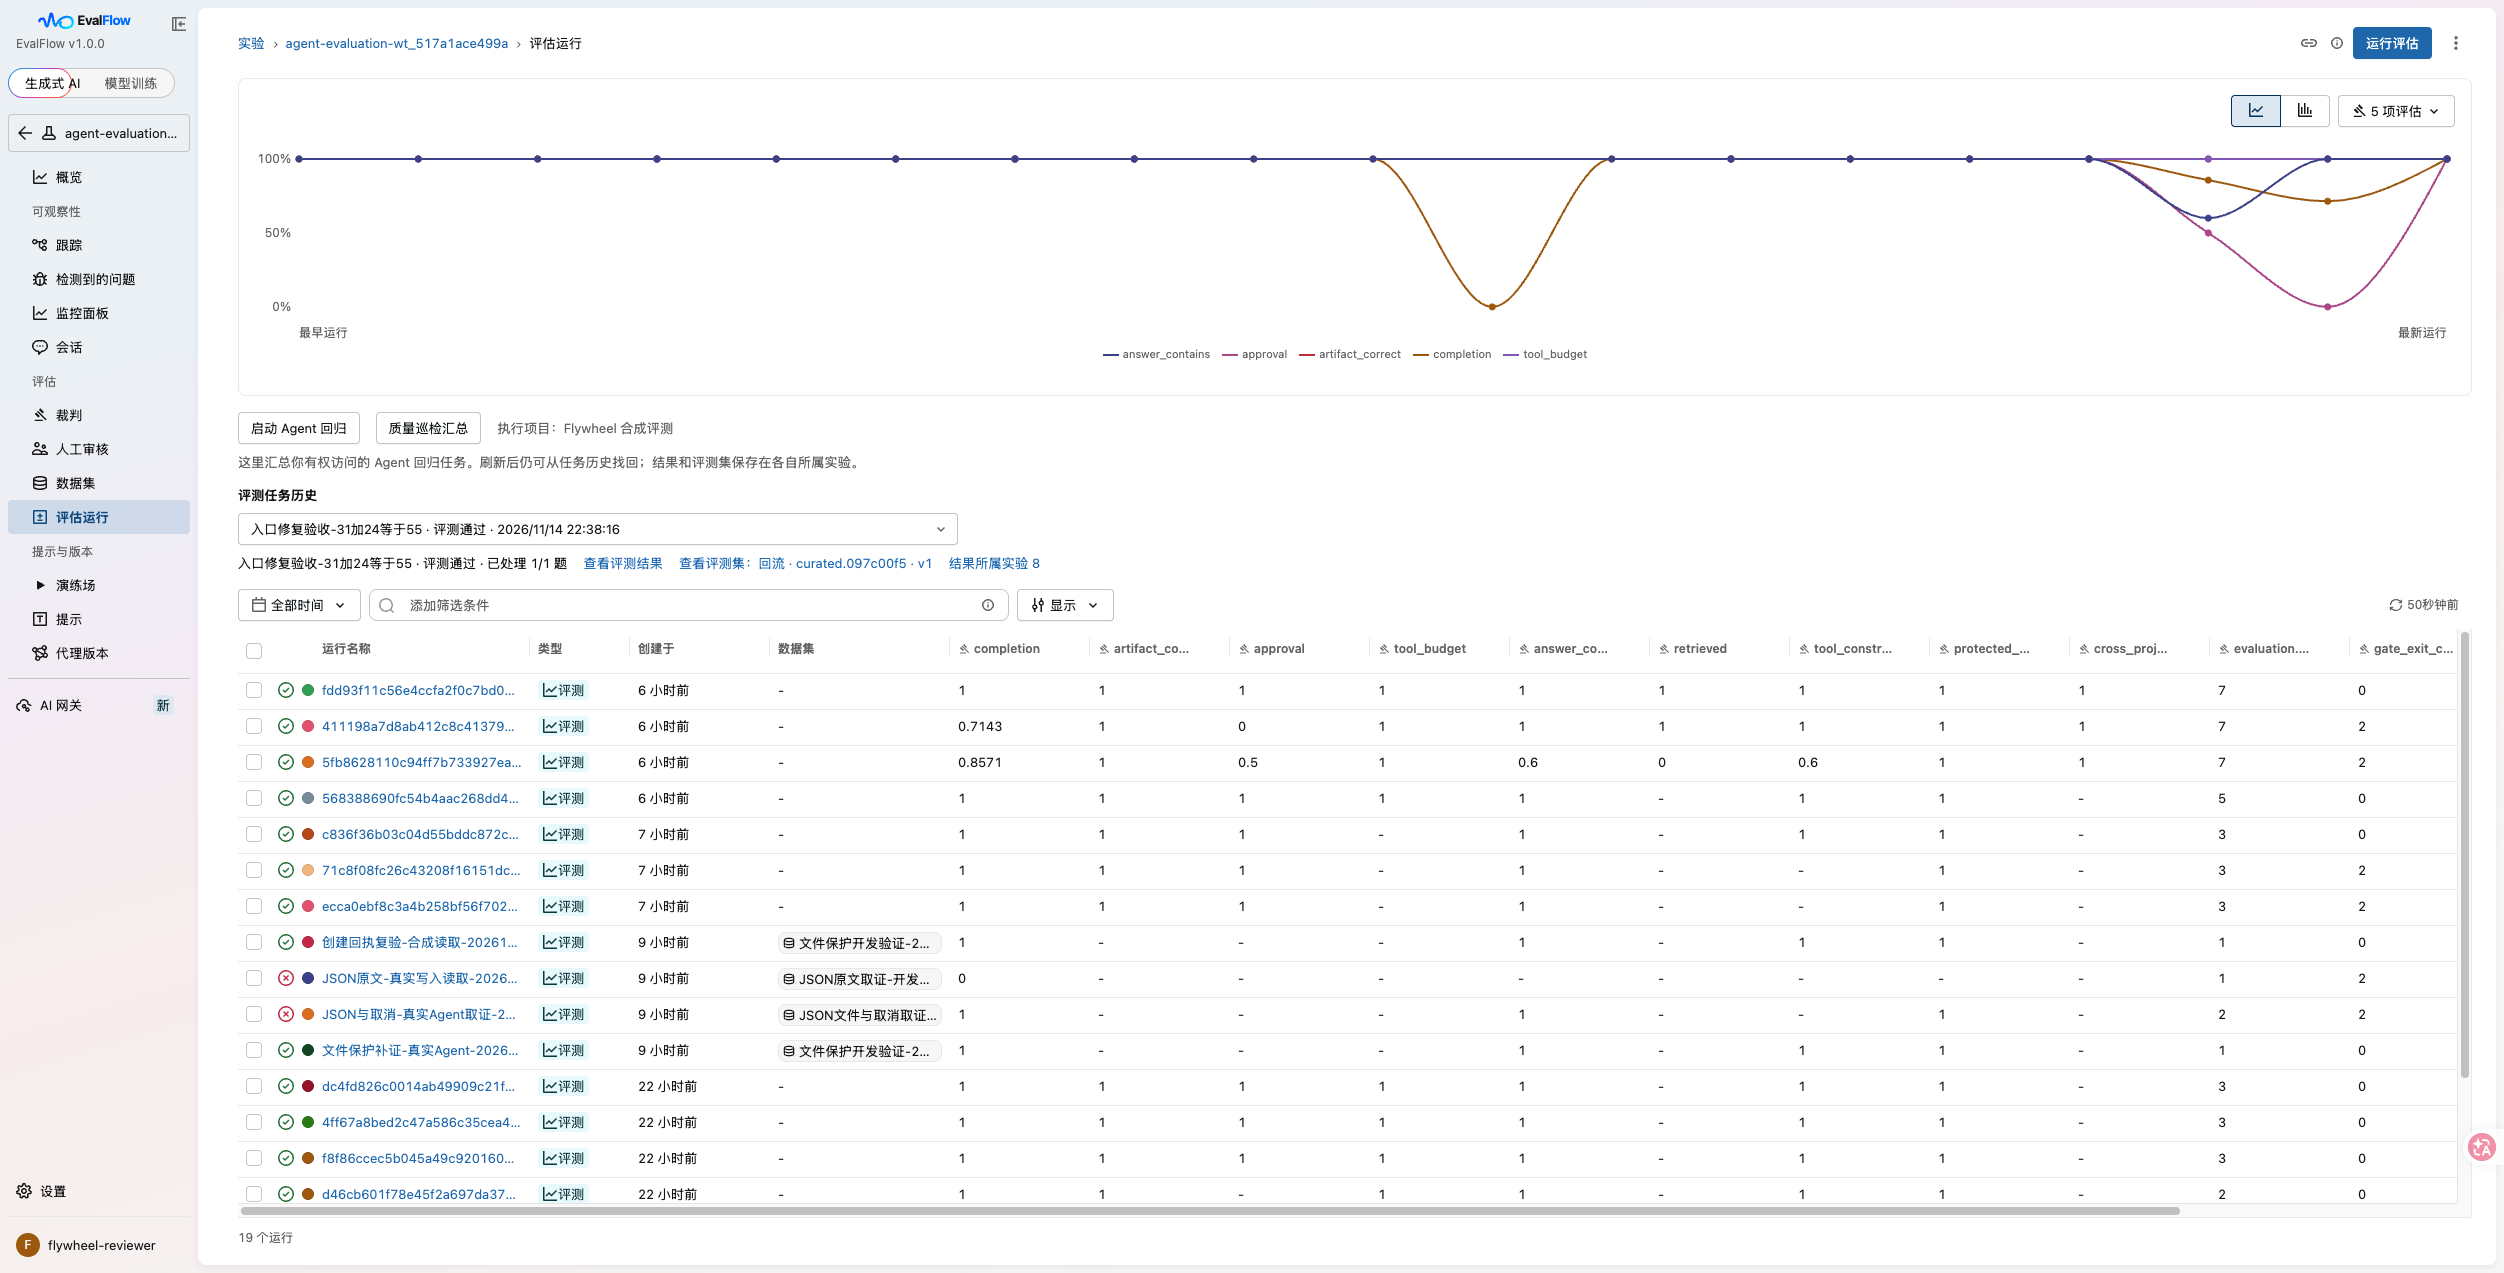 EvalFlow
EvalFlow v1.0.0
生成式 AI 模型训练
agent-evaluation...
概览
可观察性
跟踪
检测到的问题
监控面板
会话
评估
裁判
人工审核
数据集
评估运行
提示与版本
演练场
提示
代理版本
AI 网关 新
设置
F flywheel-reviewer
实验 › agent-evaluation-wt_517a1ace499a › 评估运行
运行评估
5 项评估
100%
50%
0%
最早运行 最新运行
answer_contains approval artifact_correct completion tool_budget
启动 Agent 回归 质量巡检汇总 执行项目：Flywheel 合成评测
这里汇总你有权访问的 Agent 回归任务。刷新后仍可从任务历史找回；结果和评测集保存在各自所属实验。
评测任务历史
入口修复验收-31加24等于55 · 评测通过 · 2026/11/14 22:38:16
入口修复验收-31加24等于55 · 评测通过 · 已处理 1/1 题 查看评测结果 查看评测集：回流 · curated.097c00f5 · v1 结果所属实验 8
全部时间 添加筛选条件 显示 50秒钟前
运行名称 类型 创建于 数据集 completion artifact_co... approval tool_budget answer_co... retrieved tool_constr... protected_... cross_proj... evaluation.... gate_exit_c...
fdd93f11c56e4ccfa2f0c7bd0... 评测 6 小时前 - 1 1 1 1 1 1 1 1 1 7 0
411198a7d8ab412c8c41379... 评测 6 小时前 - 0.7143 1 0 1 1 1 1 1 1 7 2
5fb8628110c94ff7b733927ea... 评测 6 小时前 - 0.8571 1 0.5 1 0.6 0 0.6 1 1 7 2
568388690fc54b4aac268dd4... 评测 6 小时前 - 1 1 1 1 1 - 1 1 - 5 0
c836f36b03c04d55bddc872c... 评测 7 小时前 - 1 1 1 - 1 - 1 1 - 3 0
71c8f08fc26c43208f16151dc... 评测 7 小时前 - 1 1 1 - 1 - - 1 - 3 2
ecca0ebf8c3a4b258bf56f702... 评测 7 小时前 - 1 1 1 - 1 - - 1 - 3 2
创建回执复验-合成读取-20261... 评测 9 小时前 文件保护开发验证-2... 1 - - - 1 - 1 1 - 1 0
JSON原文-真实写入读取-2026... 评测 9 小时前 JSON原文取证-开发... 0 - - - - - - - - 1 2
JSON与取消-真实Agent取证-2... 评测 9 小时前 JSON文件与取消取证... 1 - - - 1 - - 1 - 2 2
文件保护补证-真实Agent-2026... 评测 9 小时前 文件保护开发验证-2... 1 - - - 1 - 1 1 - 1 0
dc4fd826c0014ab49909c21f... 评测 22 小时前 - 1 1 1 1 1 - 1 1 - 3 0
4ff67a8bed2c47a586c35cea4... 评测 22 小时前 - 1 1 1 1 1 - 1 1 - 3 0
f8f86ccec5b045a49c920160... 评测 22 小时前 - 1 1 1 1 1 - 1 1 - 3 0
d46cb601f78e45f2a697da37... 评测 22 小时前 - 1 1 - 1 1 - 1 1 - 2 0
19 个运行